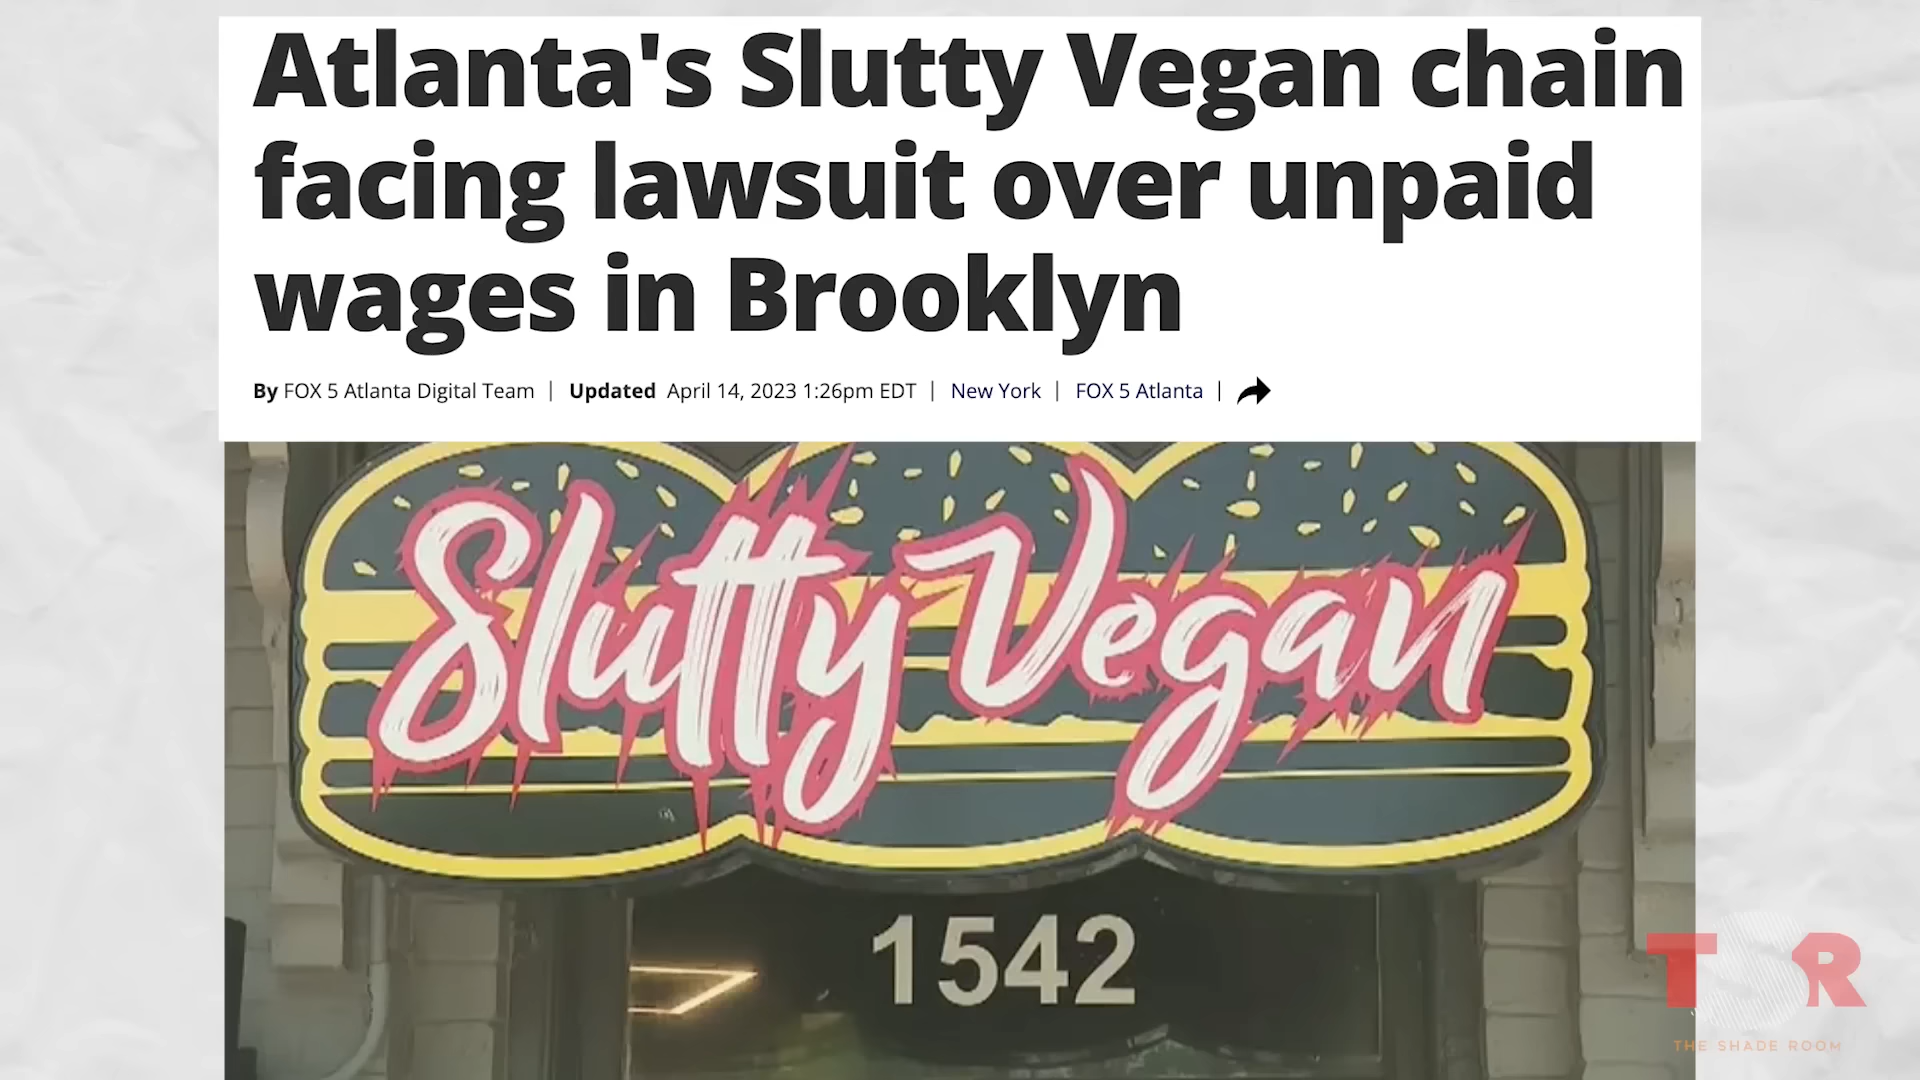 Atlanta's Slutty Vegan chain
facing lawsuit over unpaid
wages in Brooklyn
By FOX 5 Atlanta Digital Team | Updated April 14, 2023 1:26pm EDT | New York | FOX 5 Atlanta |
Slutty Vegan
1542
TSR
THE SHADE ROOM